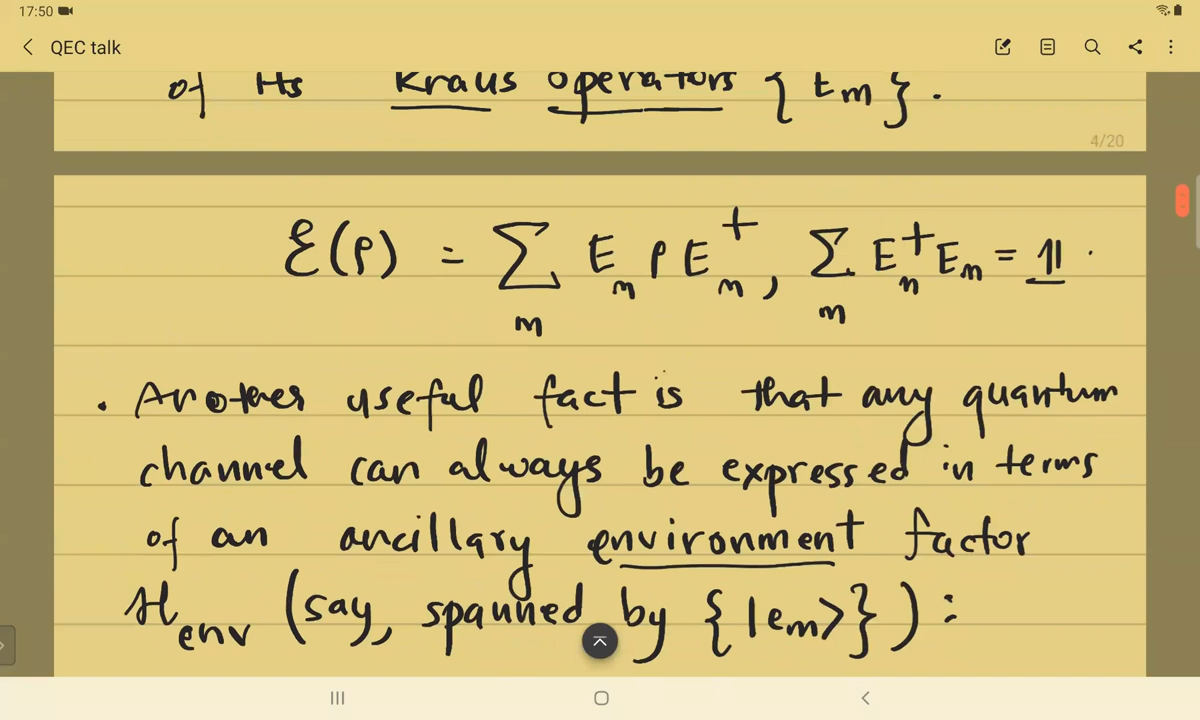 17:50
QEC talk
of its Kraus operators { Em }.
4/20
Ɛ(ρ) = Σ_m E_m ρ E_m^†, Σ_m E_m^† E_m = 𝟙.
. Another useful fact is that any quantum
channel can always be expressed in terms
of an ancillary environment factor
ℋenv (say, spanned by {|em>}) :